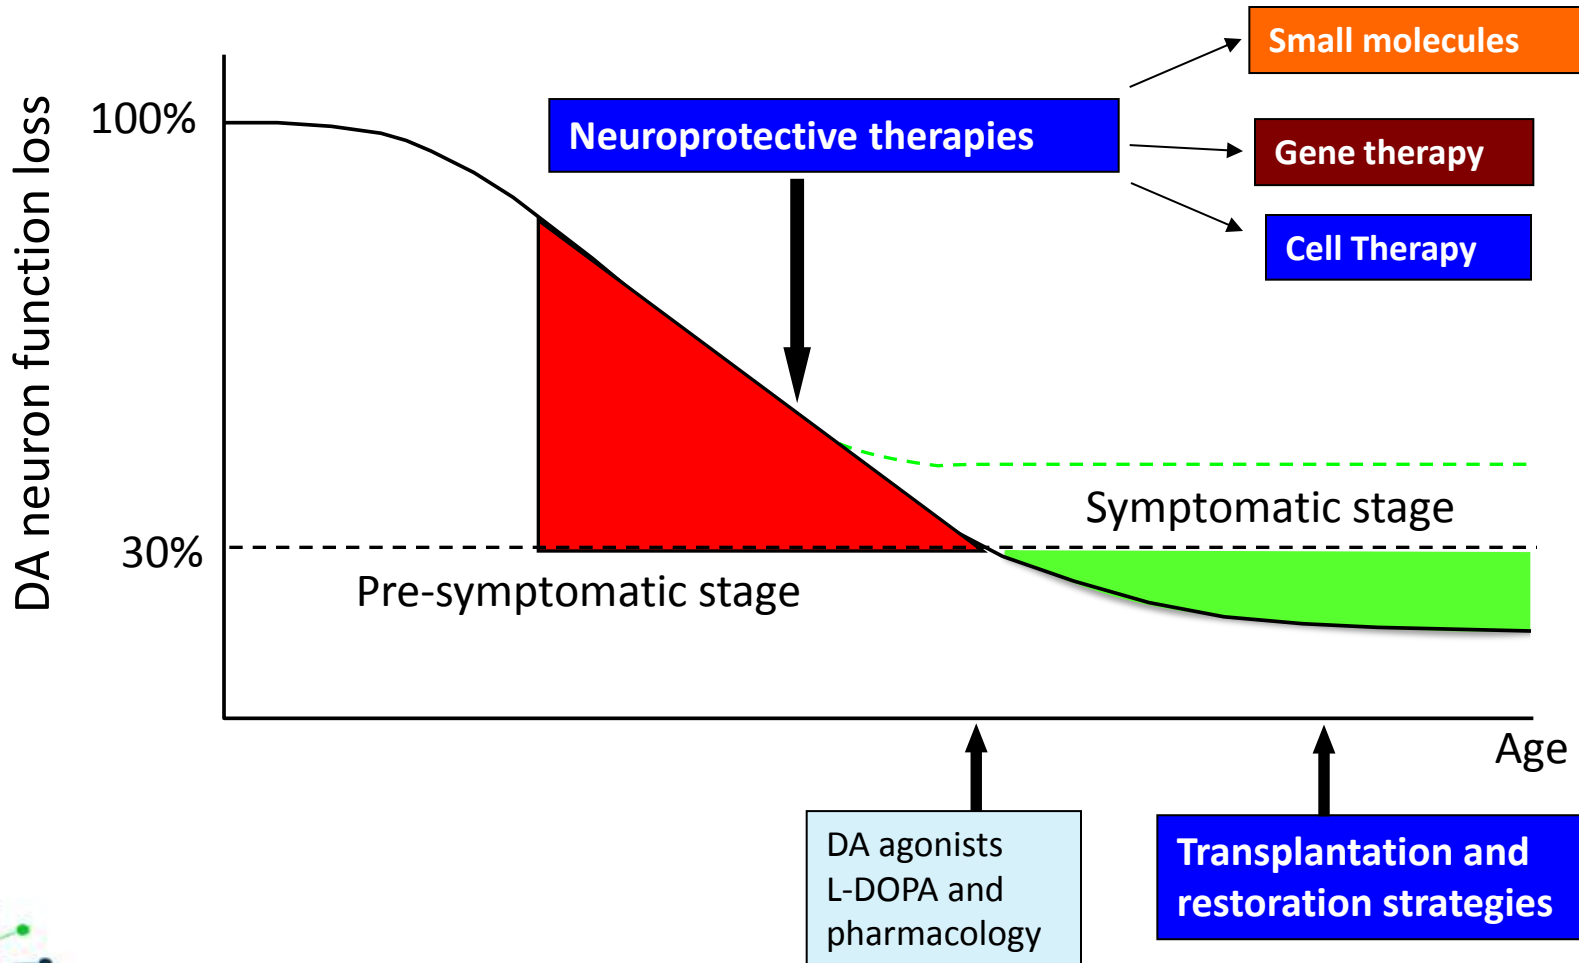 Small molecules
100%
Neuroprotective therapies
Gene therapy
Cell Therapy
DA neuron function loss
Symptomatic stage
30%
Pre-symptomatic stage
Age
DA agonists
L-DOPA and
pharmacology
Transplantation and
restoration strategies